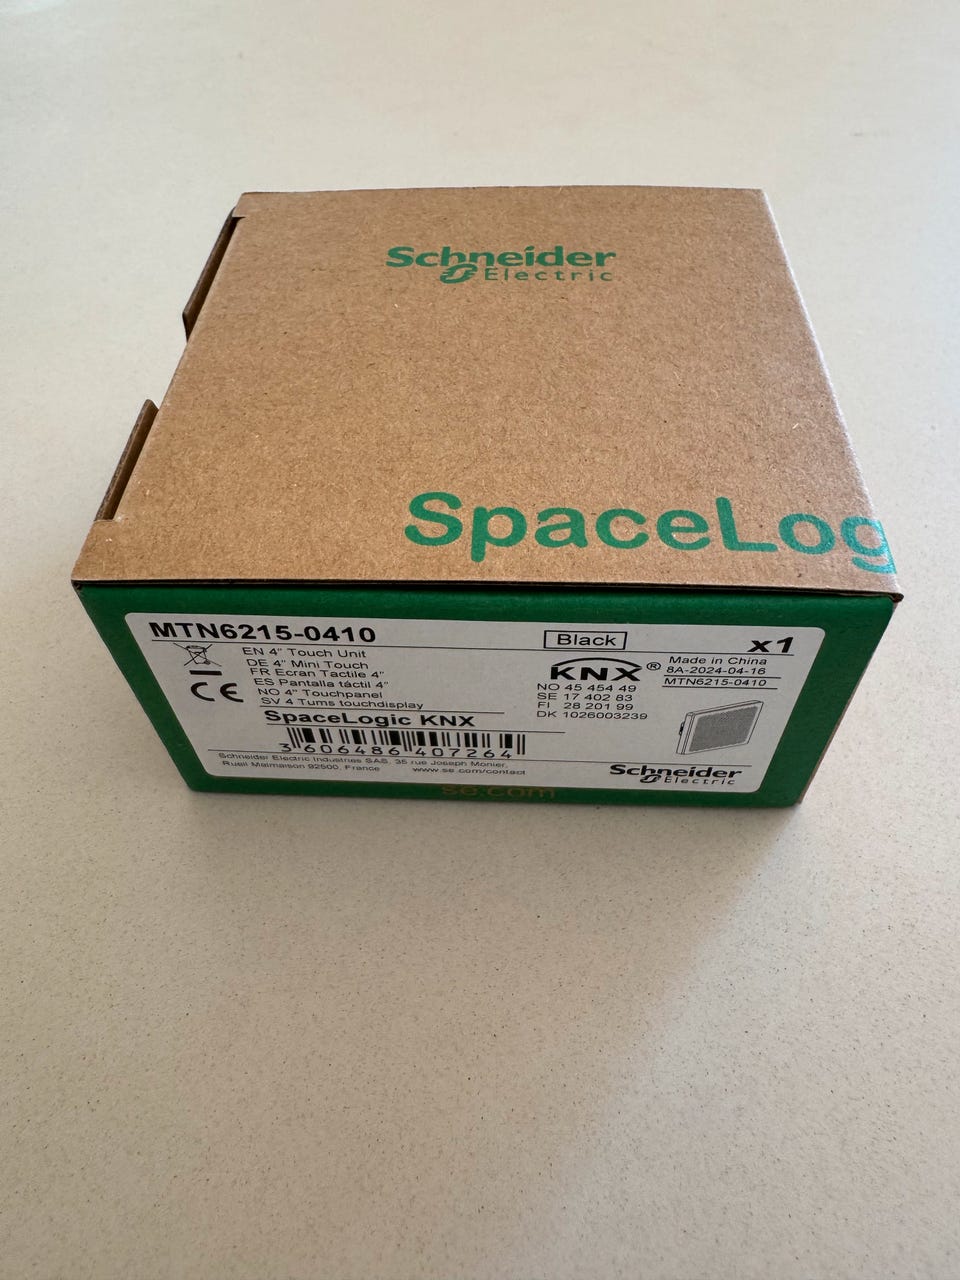 Schneider
Electric
SpaceLog
MTN6215-0410
Black
x1
EN 4" Touch Unit
DE 4" Mini Touch
FR Ecran Tactile 4"
ES Pantalla táctil 4"
NO 4" Touchpanel
SV 4 Tums touchdisplay
SpaceLogic KNX
3 606486 407264
Schneider Electric Industries SAS, 35 rue Joseph Monier,
Rueil Malmaison 92500, France www.se.com/contact
CE
KNX®
NO 45 454 49
SE 17 402 83
FI 28 201 99
DK 1026003239
Made in China
8A-2024-04-16
MTN6215-0410
Schneider
Electric
se.com